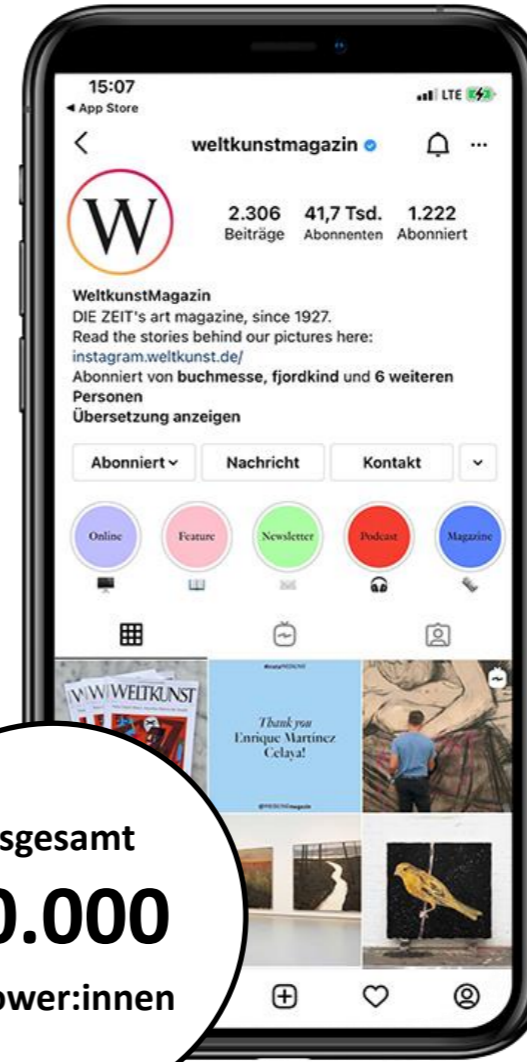 15:07
LTE
◀ App Store
weltkunstmagazin
W
2.306 41,7 Tsd. 1.222
Beiträge Abonnenten Abonniert
WeltkunstMagazin
DIE ZEIT's art magazine, since 1927.
Read the stories behind our pictures here:
instagram.weltkunst.de/
Abonniert von buchmesse, fjordkind und 6 weiteren
Personen
Übersetzung anzeigen
Abonniert Nachricht Kontakt
Online Feature Newsletter Podcast Magazine
W W WELTKUNST
Thank you
Enrique Martínez
Celaya!
sgesamt
0.000
ower:innen